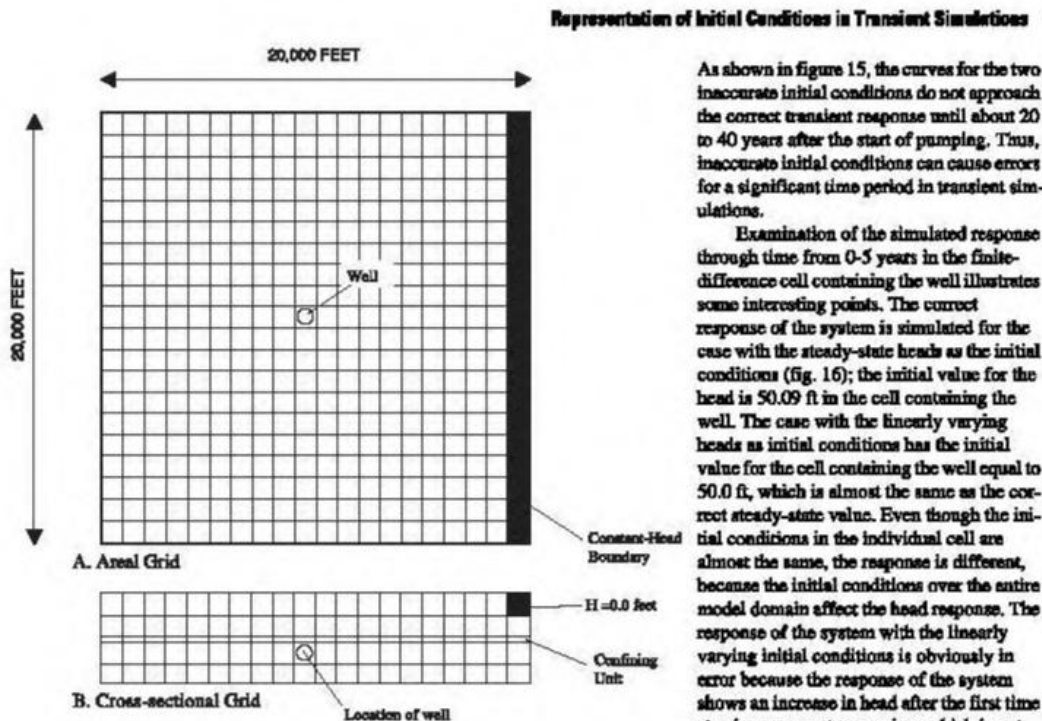 Representation of Initial Conditions in Transient Simulations
20,000 FEET
20,000 FEET
Well
Constant-Head
Boundary
A. Areal Grid
H =0.0 feet
Confining
Unit
B. Cross-sectional Grid
Location of well
As shown in figure 15, the curves for the two
inaccurate initial conditions do not approach
the correct transient response until about 20
to 40 years after the start of pumping. Thus,
inaccurate initial conditions can cause errors
for a significant time period in transient sim-
ulations.
Examination of the simulated response
through time from 0-5 years in the finite-
difference cell containing the well illustrates
some interesting points. The correct
response of the system is simulated for the
case with the steady-state heads as the initial
conditions (fig. 16); the initial value for the
head is 50.09 ft in the cell containing the
well. The case with the linearly varying
heads as initial conditions has the initial
value for the cell containing the well equal to
50.0 ft, which is almost the same as the cor-
rect steady-state value. Even though the ini-
tial conditions in the individual cell are
almost the same, the response is different,
because the initial conditions over the entire
model domain affect the head response. The
response of the system with the linearly
varying initial conditions is obviously in
error because the response of the system
shows an increase in head after the first time